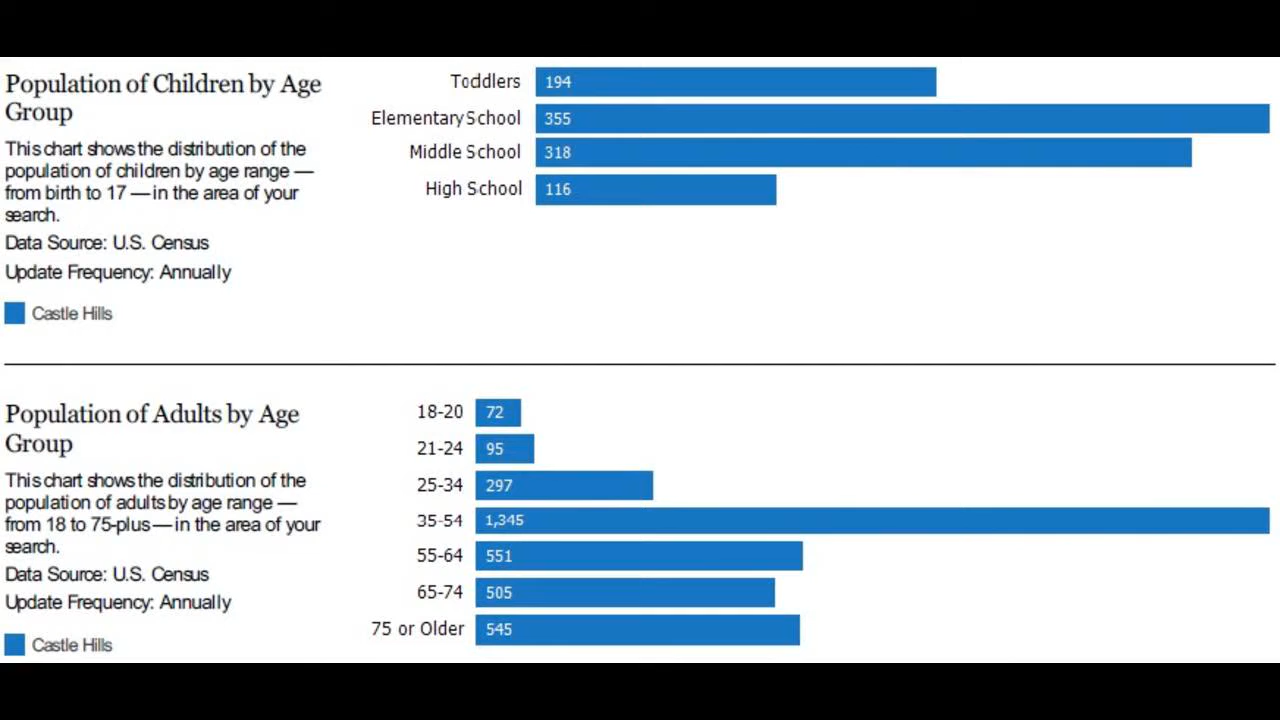 Population of Children by Age
Group
This chart shows the distribution of the
population of children by age range —
from birth to 17 — in the area of your
search.
Data Source: U.S. Census
Update Frequency: Annually
Castle Hills
Toddlers 194
Elementary School 355
Middle School 318
High School 116
Population of Adults by Age
Group
This chart shows the distribution of the
population of adults by age range —
from 18 to 75-plus — in the area of your
search.
Data Source: U.S. Census
Update Frequency: Annually
Castle Hills
18-20 72
21-24 95
25-34 297
35-54 1,345
55-64 551
65-74 505
75 or Older 545